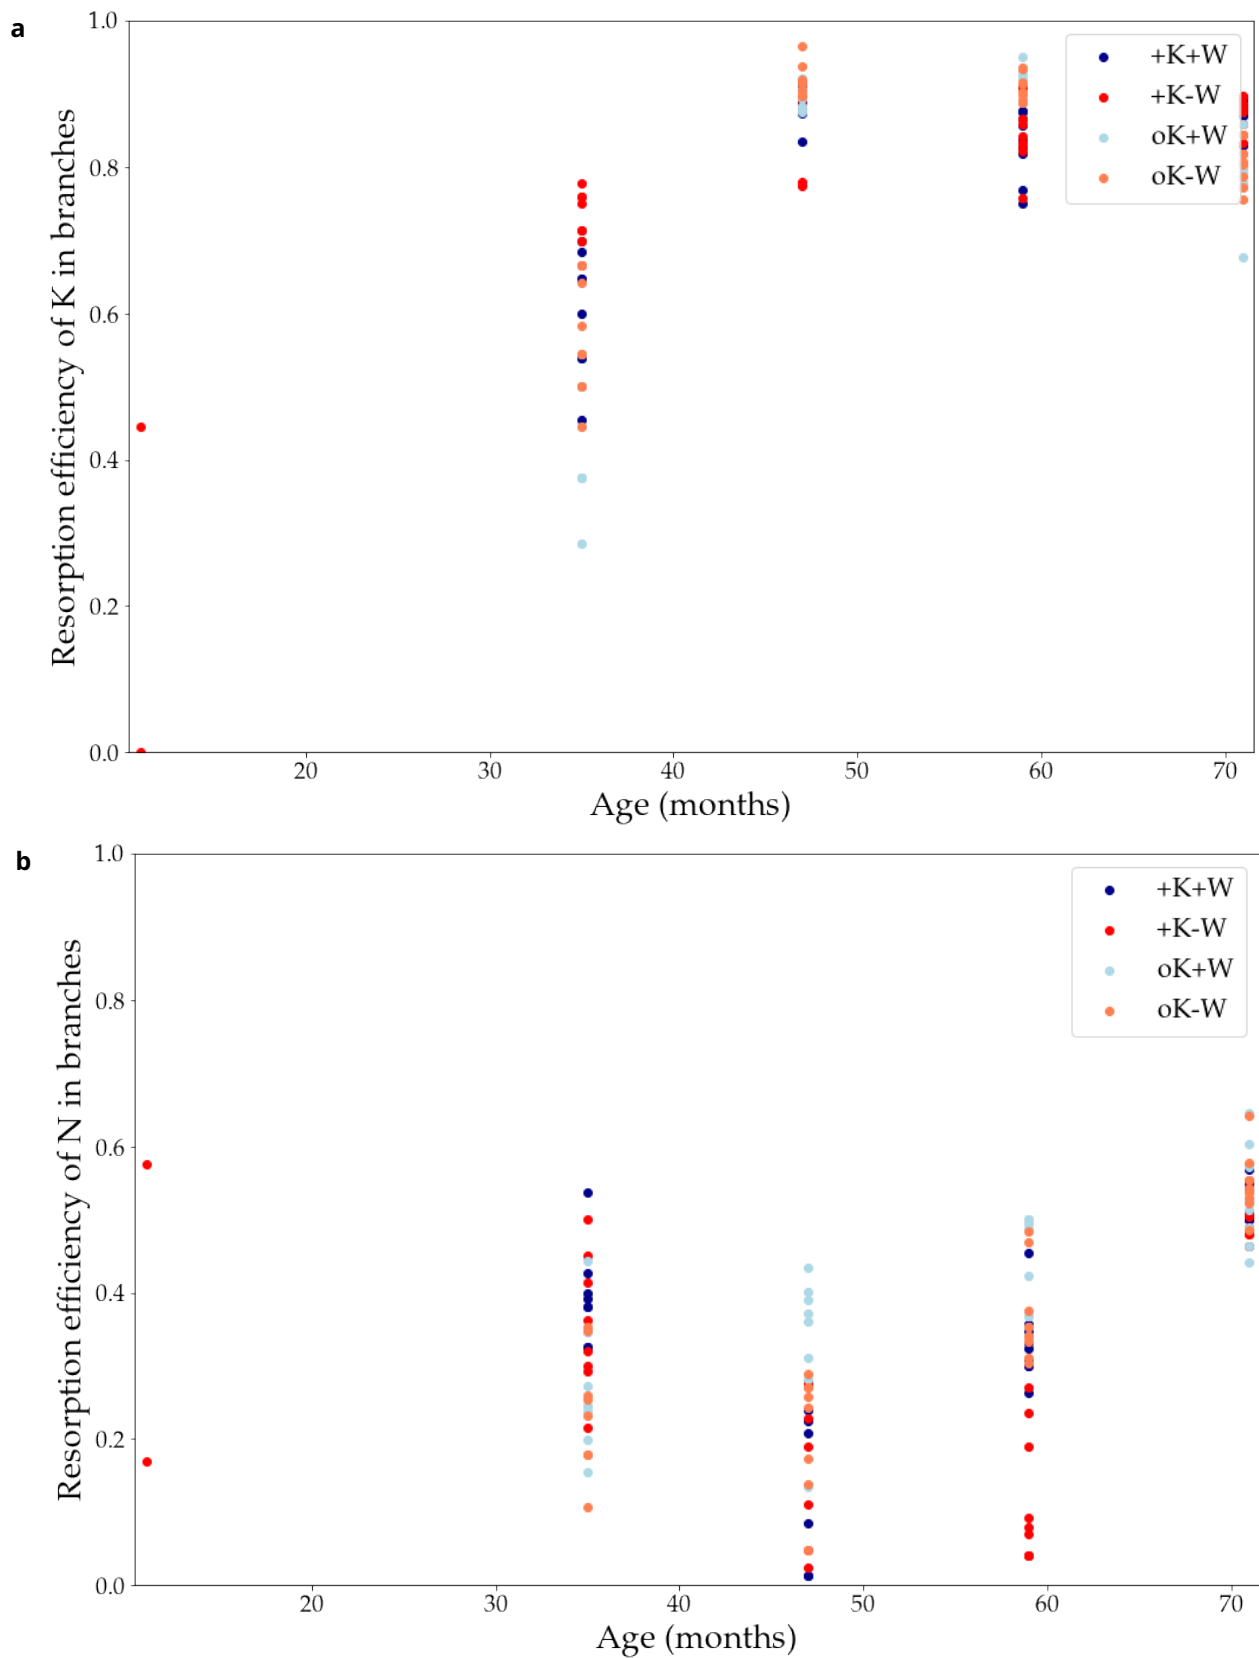 a
Resorption efficiency of K in branches
1.0
0.8
0.6
0.4
0.2
0.0
+K+W
+K-W
oK+W
oK-W
20 30 40 50 60 70
Age (months)
b
Resorption efficiency of N in branches
1.0
0.8
0.6
0.4
0.2
0.0
+K+W
+K-W
oK+W
oK-W
20 30 40 50 60 70
Age (months)